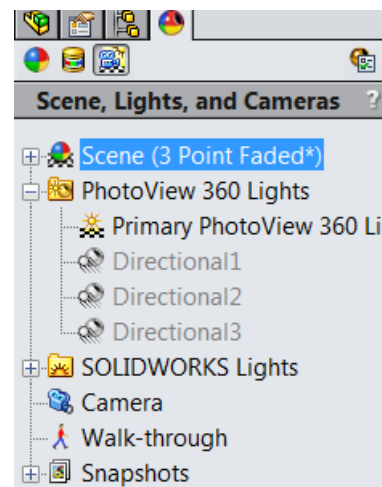 Scene, Lights, and Cameras ?
Scene (3 Point Faded*)
PhotoView 360 Lights
Primary PhotoView 360 Li
Directional1
Directional2
Directional3
SOLIDWORKS Lights
Camera
Walk-through
Snapshots